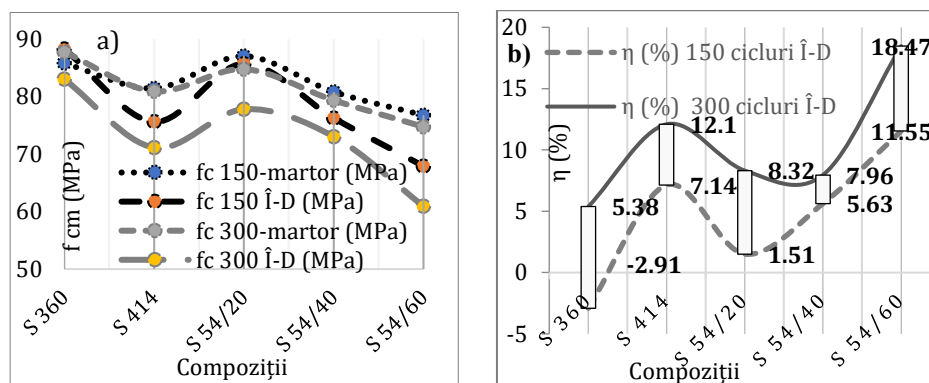 a)
90
80
70
60
50
f cm (MPa)
fc 150-martor (MPa)
fc 150 Î-D (MPa)
fc 300-martor (MPa)
fc 300 Î-D (MPa)
S 360
S 414
S 54/20
S 54/40
S 54/60
Compoziții
b)
20
15
10
5
0
-5
η (%)
η (%) 150 cicluri Î-D
η (%) 300 cicluri Î-D
18.47
11.55
12.1
8.32
7.96
7.14
5.63
5.38
1.51
-2.91
S 360
S 414
S 54/20
S 54/40
S 54/60
Compoziții